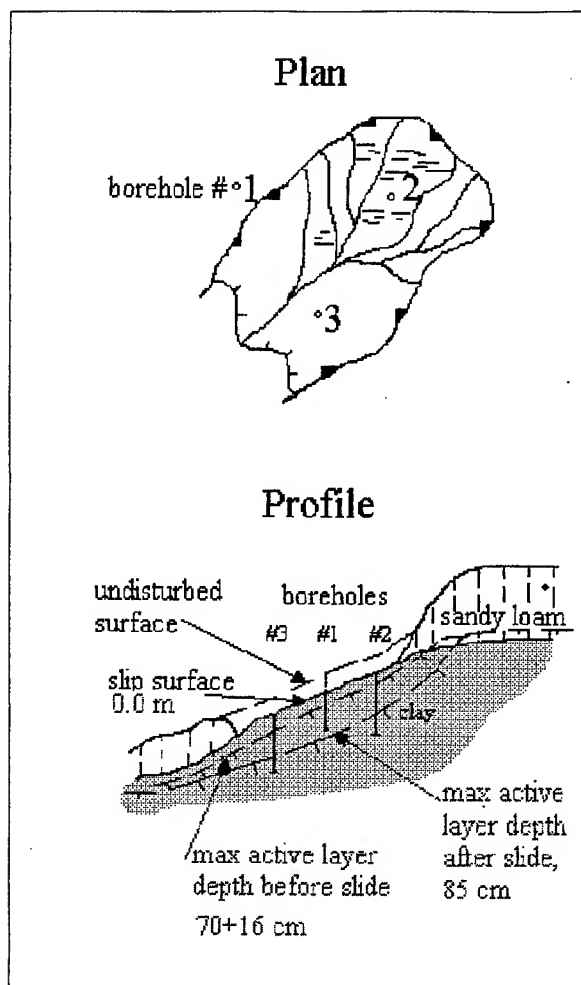 Plan
borehole #1
2
3
Profile
undisturbed
surface
boreholes
#3 #1 #2
sandy loam
slip surface
0.0 m
clay
max active
layer depth
after slide,
85 cm
max active layer
depth before slide
70+16 cm